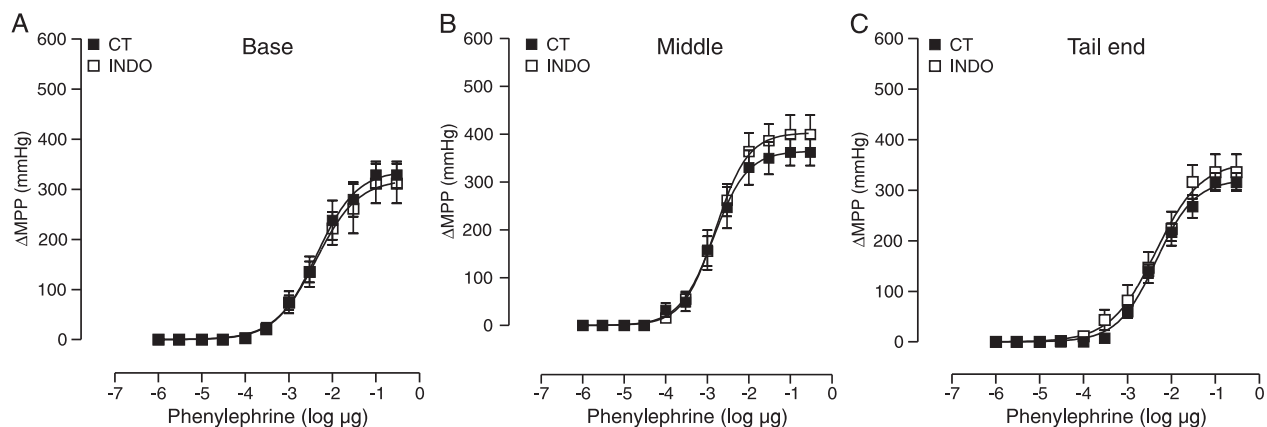 A
Base
CT
INDO
600
500
400
300
200
100
0
ΔMPP (mmHg)
-7 -6 -5 -4 -3 -2 -1 0
Phenylephrine (log µg)
B
Middle
CT
INDO
600
500
400
300
200
100
0
ΔMPP (mmHg)
-7 -6 -5 -4 -3 -2 -1 0
Phenylephrine (log µg)
C
Tail end
CT
INDO
600
500
400
300
200
100
0
ΔMPP (mmHg)
-7 -6 -5 -4 -3 -2 -1 0
Phenylephrine (log µg)